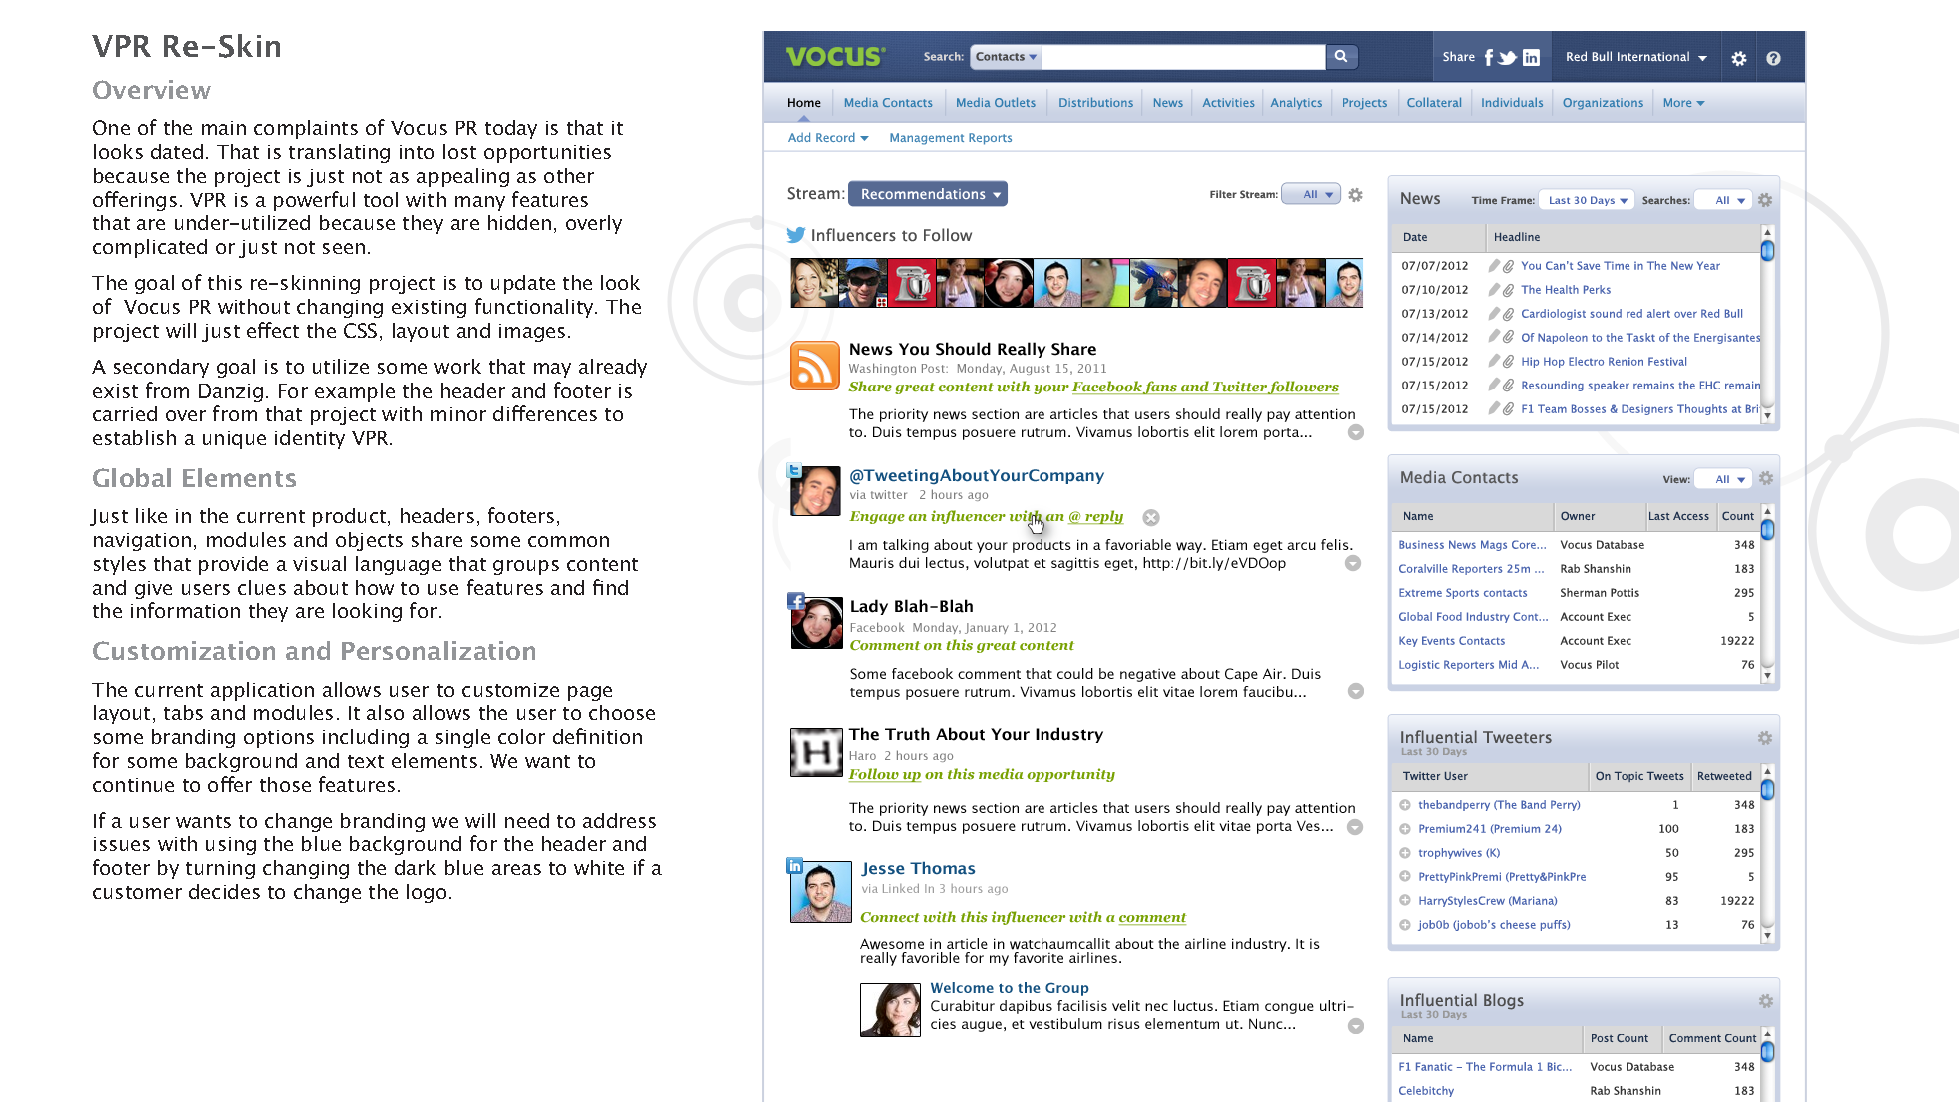 VPR Re-Skin
Overview
One of the main complaints of Vocus PR today is that it
looks dated. That is translating into lost opportunities
because the project is just not as appealing as other
offerings. VPR is a powerful tool with many features
that are under-utilized because they are hidden, overly
complicated or just not seen.
The goal of this re-skinning project is to update the look
of  Vocus PR without changing existing functionality. The
project will just effect the CSS, layout and images.
A secondary goal is to utilize some work that may already
exist from Danzig. For example the header and footer is
carried over from that project with minor differences to
establish a unique identity VPR.
Global Elements
Just like in the current product, headers, footers,
navigation, modules and objects share some common
styles that provide a visual language that groups content
and give users clues about how to use features and find
the information they are looking for.
Customization and Personalization
The current application allows user to customize page
layout, tabs and modules. It also allows the user to choose
some branding options including a single color definition
for some background and text elements. We want to
continue to offer those features.
If a user wants to change branding we will need to address
issues with using the blue background for the header and
footer by turning changing the dark blue areas to white if a
customer decides to change the logo.
VOCUS Search: Contacts Share Red Bull International
Home Media Contacts Media Outlets Distributions News Activities Analytics Projects Collateral Individuals Organizations More
Add Record Management Reports
Stream: Recommendations Filter Stream: All
Influencers to Follow
News You Should Really Share
Washington Post: Monday, August 15, 2011
Share great content with your Facebook fans and Twitter followers
The priority news section are articles that users should really pay attention
to. Duis tempus posuere rutrum. Vivamus lobortis elit lorem porta...
@TweetingAboutYourCompany
via twitter 2 hours ago
Engage an influencer with an @ reply
I am talking about your products in a favoriable way. Etiam eget arcu felis.
Mauris dui lectus, volutpat et sagittis eget, http://bit.ly/eVDOop
Lady Blah-Blah
Facebook Monday, January 1, 2012
Comment on this great content
Some facebook comment that could be negative about Cape Air. Duis
tempus posuere rutrum. Vivamus lobortis elit vitae lorem faucibu...
H
The Truth About Your Industry
Haro 2 hours ago
Follow up on this media opportunity
The priority news section are articles that users should really pay attention
to. Duis tempus posuere rutrum. Vivamus lobortis elit vitae porta Ves...
Jesse Thomas
via Linked In 3 hours ago
Connect with this influencer with a comment
Awesome in article in watchaumcallit about the airline industry. It is
really favorible for my favorite airlines.
Welcome to the Group
Curabitur dapibus facilisis velit nec luctus. Etiam congue ultri-
cies augue, et vestibulum risus elementum ut. Nunc...
News Time Frame: Last 30 Days Searches: All
Date Headline
07/07/2012 You Can't Save Time in The New Year
07/10/2012 The Health Perks
07/13/2012 Cardiologist sound red alert over Red Bull
07/14/2012 Of Napoleon to the Taskt of the Energisantes
07/15/2012 Hip Hop Electro Renion Festival
07/15/2012 Resounding speaker remains the EHC remain
07/15/2012 F1 Team Bosses & Designers Thoughts at Bri
Media Contacts View: All
Name Owner Last Access Count
Business News Mags Core... Vocus Database 348
Coralville Reporters 25m ... Rab Shanshin 183
Extreme Sports contacts Sherman Pottis 295
Global Food Industry Cont... Account Exec 5
Key Events Contacts Account Exec 19222
Logistic Reporters Mid A... Vocus Pilot 76
Influential Tweeters
Last 30 Days
Twitter User On Topic Tweets Retweeted
thebandperry (The Band Perry) 1 348
Premium241 (Premium 24) 100 183
trophywives (K) 50 295
PrettyPinkPremi (Pretty&PinkPre 95 5
HarryStylesCrew (Mariana) 83 19222
job0b (jobob's cheese puffs) 13 76
Influential Blogs
Last 30 Days
Name Post Count Comment Count
F1 Fanatic - The Formula 1 Bic... Vocus Database 348
Celebitchy Rab Shanshin 183